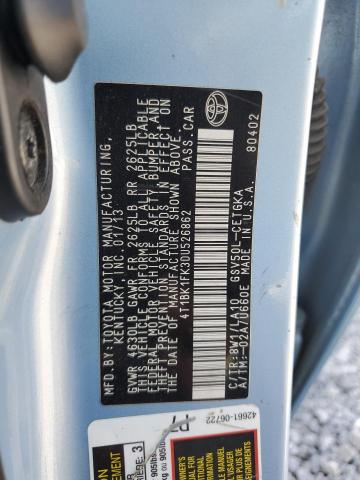 MFD BY:TOYOTA MOTOR MANUFACTURING,
KENTUCKY, INC. 01/13
GVWR 4630LB GAWR FR 2625LB RR 2625LB
THIS VEHICLE CONFORMS TO ALL APPLICABLE
FEDERAL MOTOR VEHICLE SAFETY, BUMPER, AND
THEFT PREVENTION STANDARDS IN EFFECT ON THE
DATE OF MANUFACTURE SHOWN ABOVE.
4T1BK1FK3DU526862
PASS.CAR
80402
C/TR:8W1/LA10 GSV50L-CETBKA
A/TM:-02A/U660E MADE IN U.S.A.
42661-06722